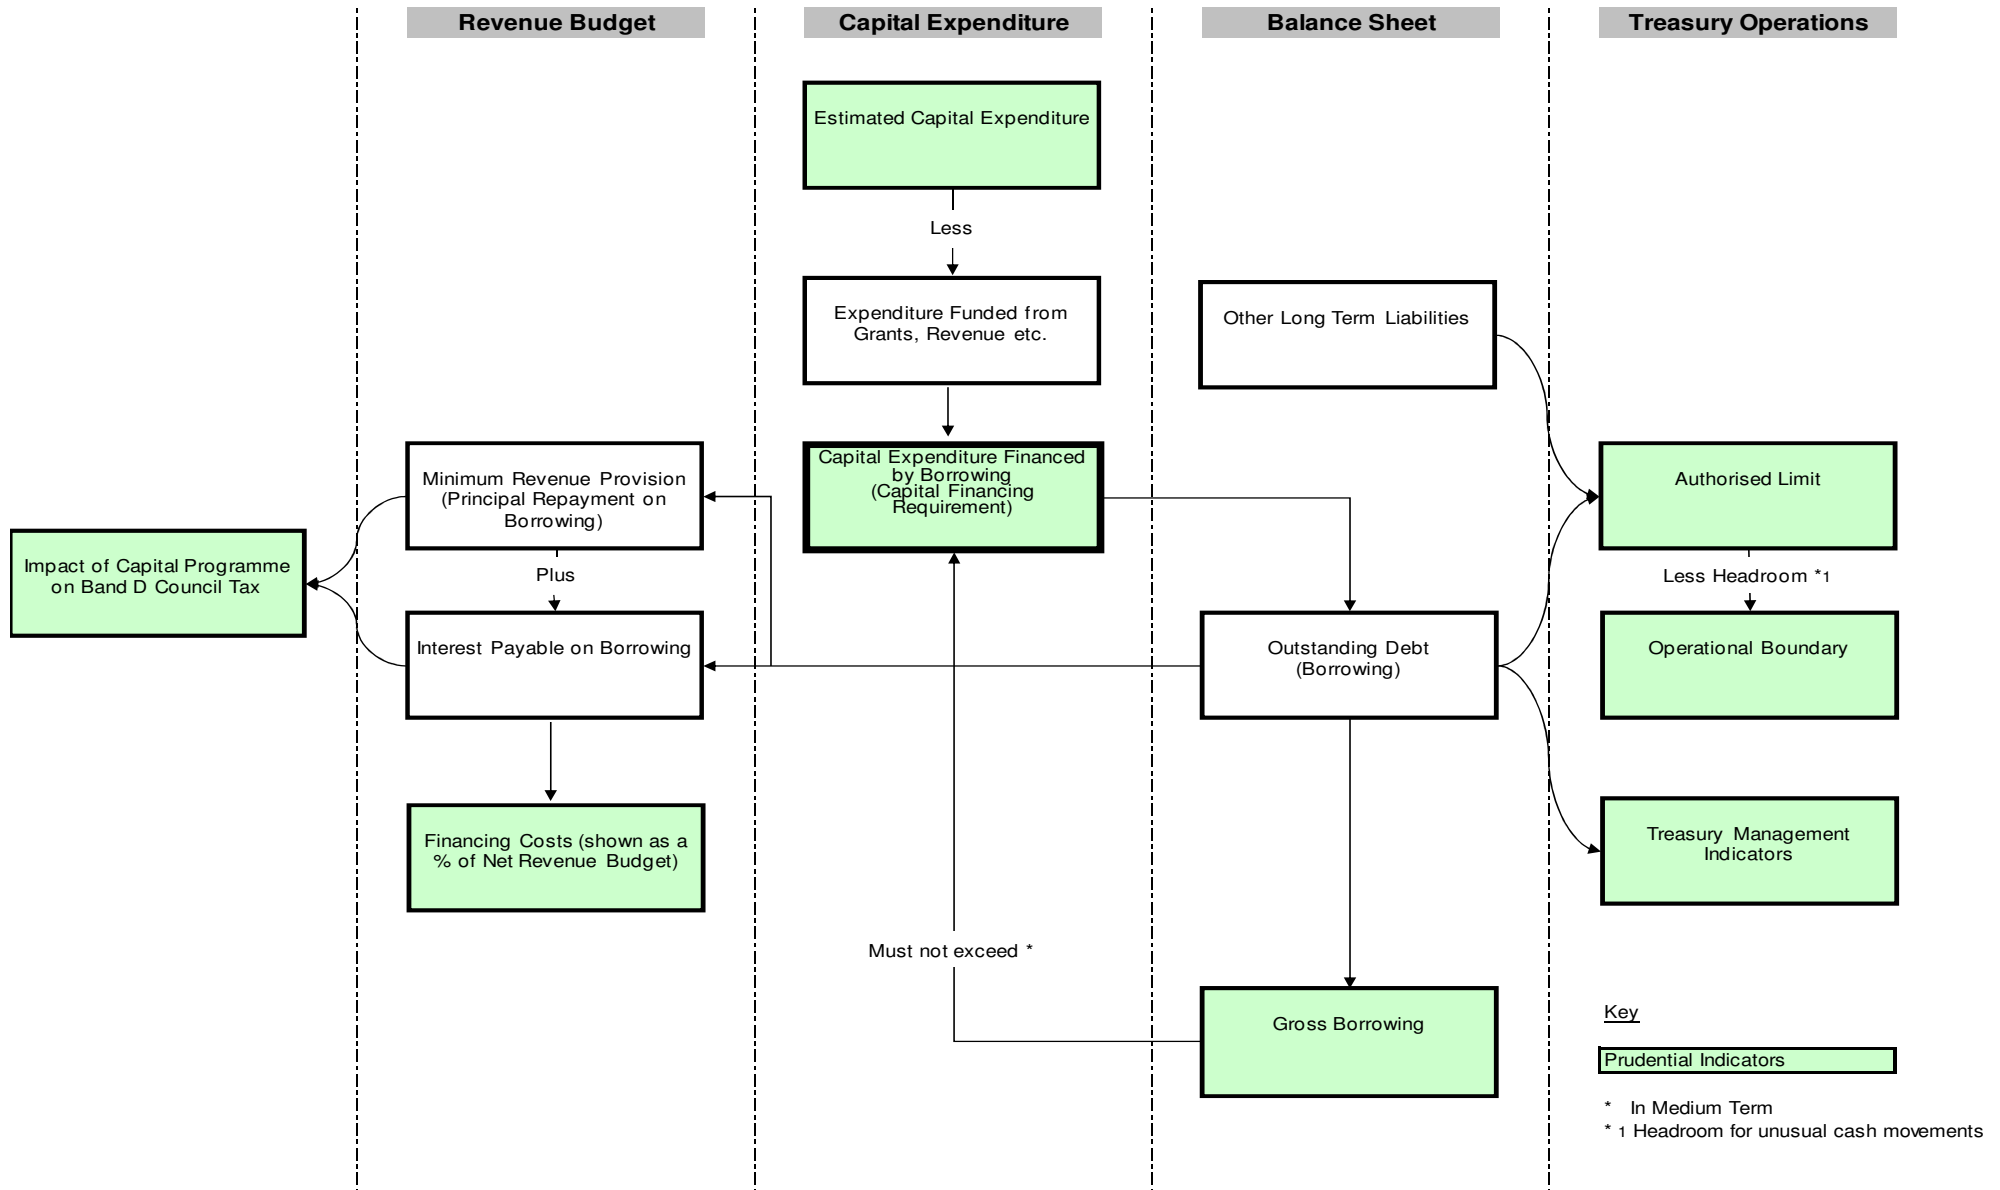 Revenue Budget
Capital Expenditure
Balance Sheet
Treasury Operations
Estimated Capital Expenditure
Less
Expenditure Funded from
Grants, Revenue etc.
Other Long Term Liabilities
Minimum Revenue Provision
(Principal Repayment on
Borrowing)
Capital Expenditure Financed
by Borrowing
(Capital Financing
Requirement)
Authorised Limit
Impact of Capital Programme
on Band D Council Tax
Plus
Less Headroom *1
Interest Payable on Borrowing
Outstanding Debt
(Borrowing)
Operational Boundary
Financing Costs (shown as a
% of Net Revenue Budget)
Treasury Management
Indicators
Must not exceed *
Gross Borrowing
Key
Prudential Indicators
* In Medium Term
* 1 Headroom for unusual cash movements